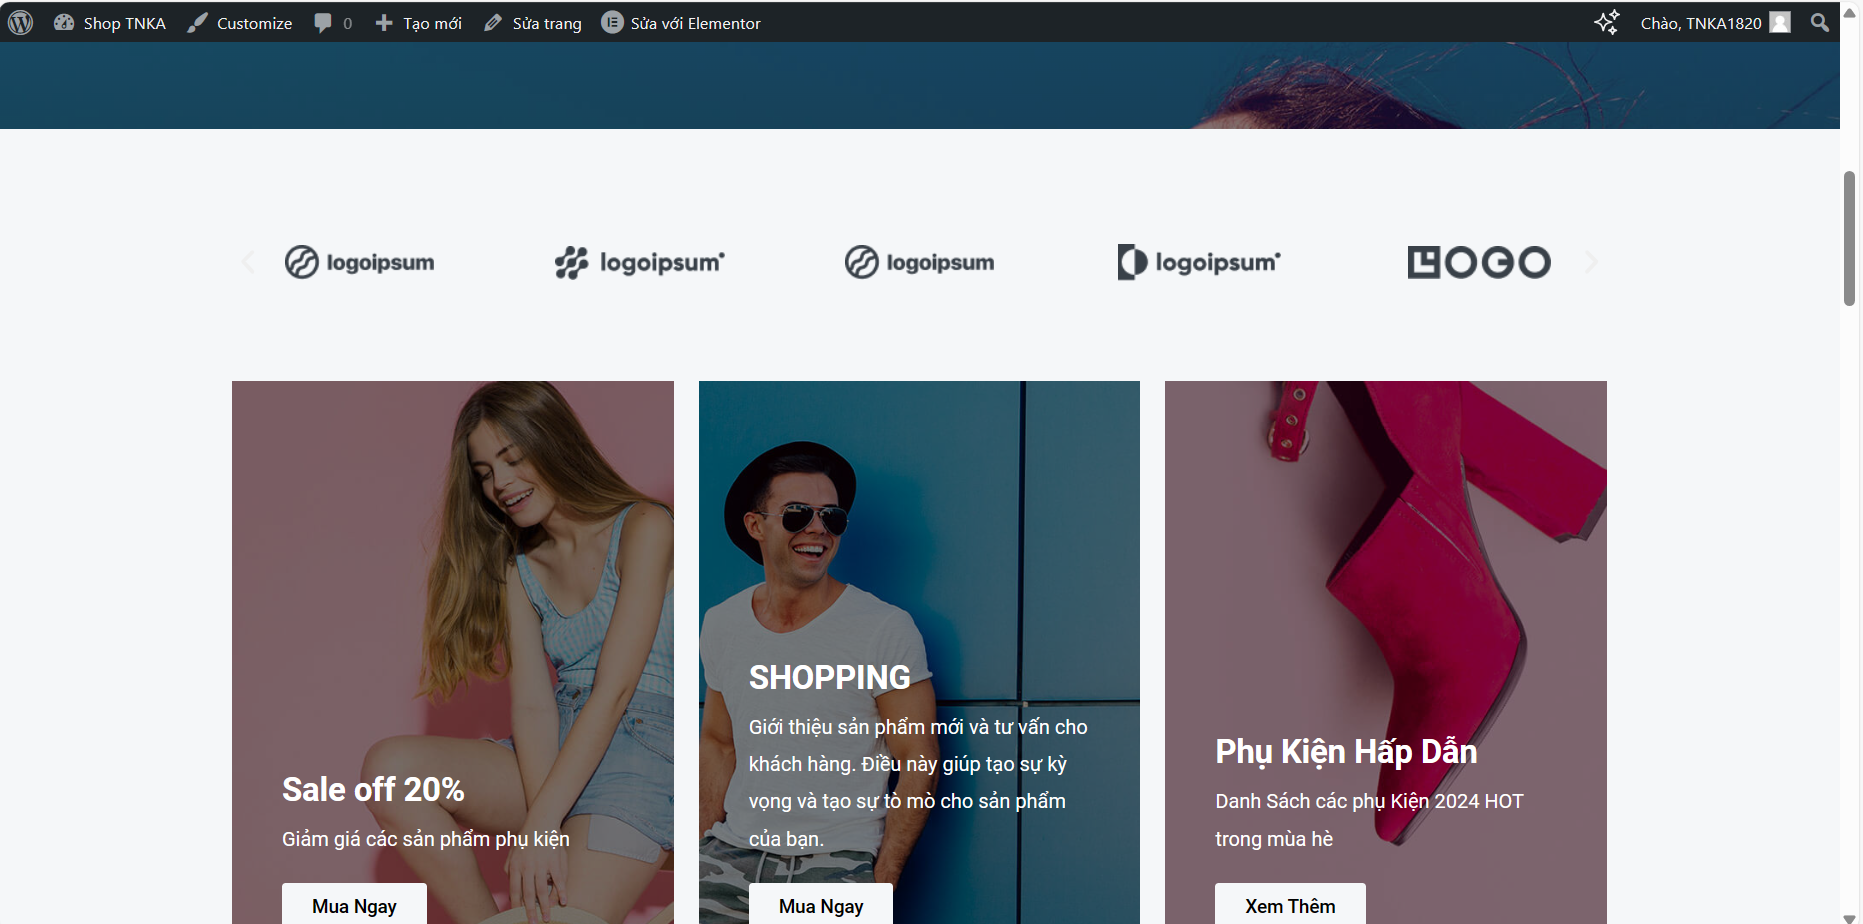 Shop TNKA Customize 0 Tạo mới Sửa trang Sửa với Elementor Chào, TNKA1820
logoipsum logoipsum logoipsum logoipsum LOGO
Sale off 20%
Giảm giá các sản phẩm phụ kiện
Mua Ngay
SHOPPING
Giới thiệu sản phẩm mới và tư vấn cho
khách hàng. Điều này giúp tạo sự kỳ
vọng và tạo sự tò mò cho sản phẩm
của bạn.
Mua Ngay
Phụ Kiện Hấp Dẫn
Danh Sách các phụ Kiện 2024 HOT
trong mùa hè
Xem Thêm